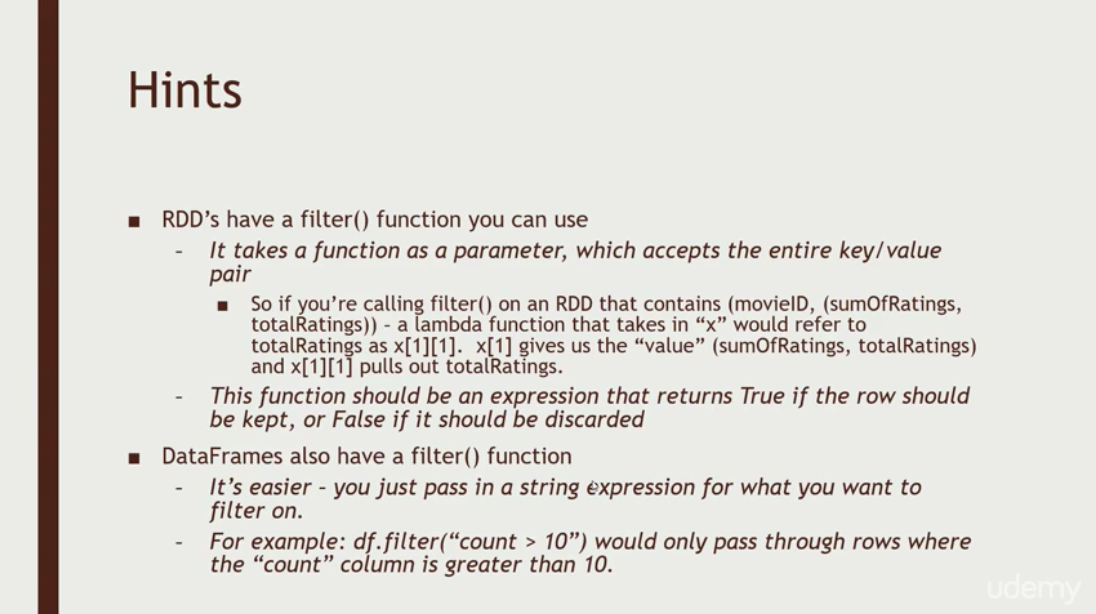 Hints
■ RDD’s have a filter() function you can use
– It takes a function as a parameter, which accepts the entire key/value
pair
■ So if you’re calling filter() on an RDD that contains (movieID, (sumOfRatings,
totalRatings)) – a lambda function that takes in “x” would refer to
totalRatings as x[1][1].  x[1] gives us the “value” (sumOfRatings, totalRatings)
and x[1][1] pulls out totalRatings.
– This function should be an expression that returns True if the row should
be kept, or False if it should be discarded
■ DataFrames also have a filter() function
– It’s easier – you just pass in a string expression for what you want to
filter on.
– For example: df.filter(“count > 10”) would only pass through rows where
the “count” column is greater than 10.
udemy